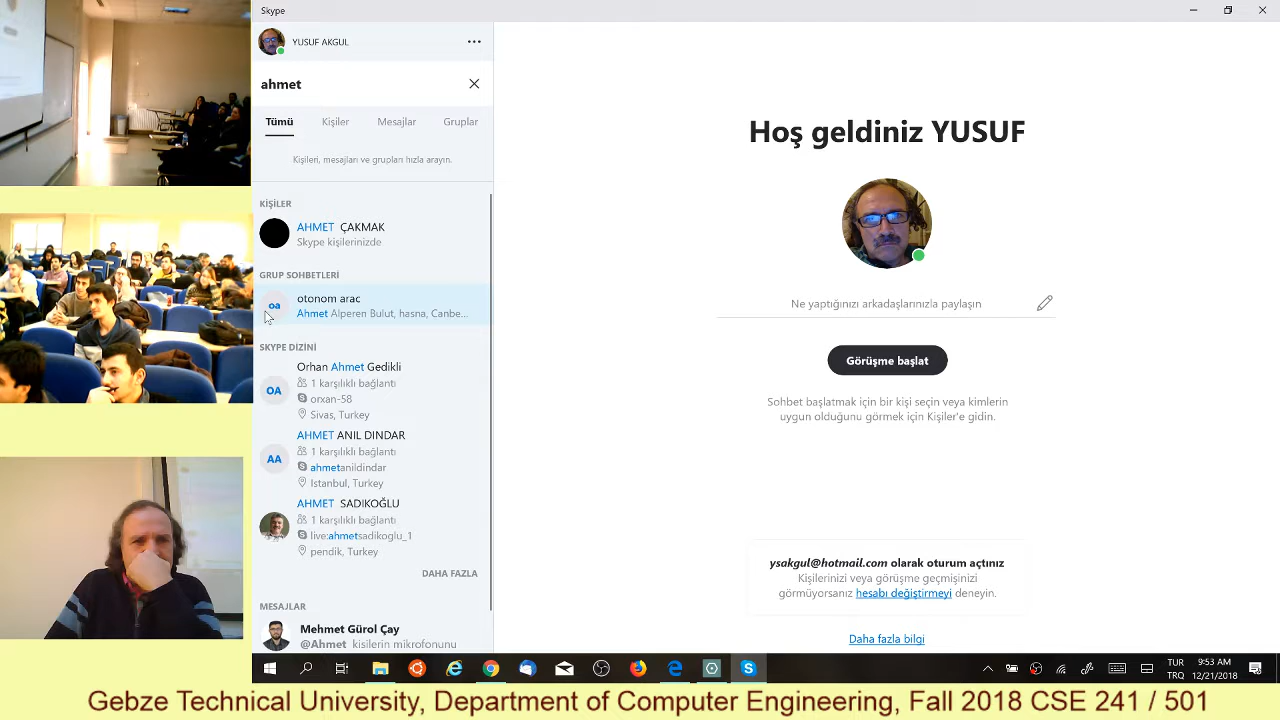 Skype
YUSUF AKGUL
ahmet
Tümü
Kişiler
Mesajlar
Gruplar
Kişileri, mesajları ve grupları hızla arayın.
KİŞİLER
AHMET ÇAKMAK
Skype kişilerinizde
GRUP SOHBETLERİ
oa
otonom arac
Ahmet Alperen Bulut, hasna, Canbe...
SKYPE DİZİNİ
OA
Orhan Ahmet Gedikli
1 karşılıklı bağlantı
orxan-58
Sivas, Turkey
AA
AHMET ANIL DINDAR
1 karşılıklı bağlantı
ahmetanildindar
Istanbul, Turkey
AHMET SADIKOĞLU
1 karşılıklı bağlantı
live:ahmetsadikoglu_1
pendik, Turkey
DAHA FAZLA
MESAJLAR
Mehmet Gürol Çay
@Ahmet kisilerin mikrofonunu
Hoş geldiniz YUSUF
Ne yaptığınızı arkadaşlarınızla paylaşın
Görüşme başlat
Sohbet başlatmak için bir kişi seçin veya kimlerin
uygun olduğunu görmek için Kişiler'e gidin.
ysakgul@hotmail.com olarak oturum açtınız
Kişilerinizi veya görüşme geçmişinizi
görmüyorsanız hesabı değiştirmeyi deneyin.
Daha fazla bilgi
TUR
TRQ
9:53 AM
12/21/2018
Gebze Technical University, Department of Computer Engineering, Fall 2018 CSE 241 / 501